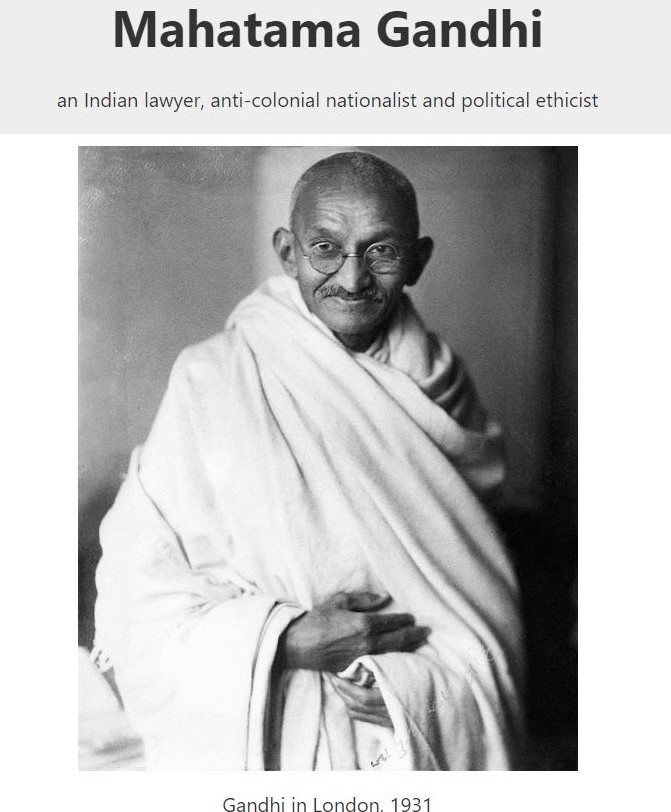 Mahatama Gandhi
an Indian lawyer, anti-colonial nationalist and political ethicist
Gandhi in London, 1931